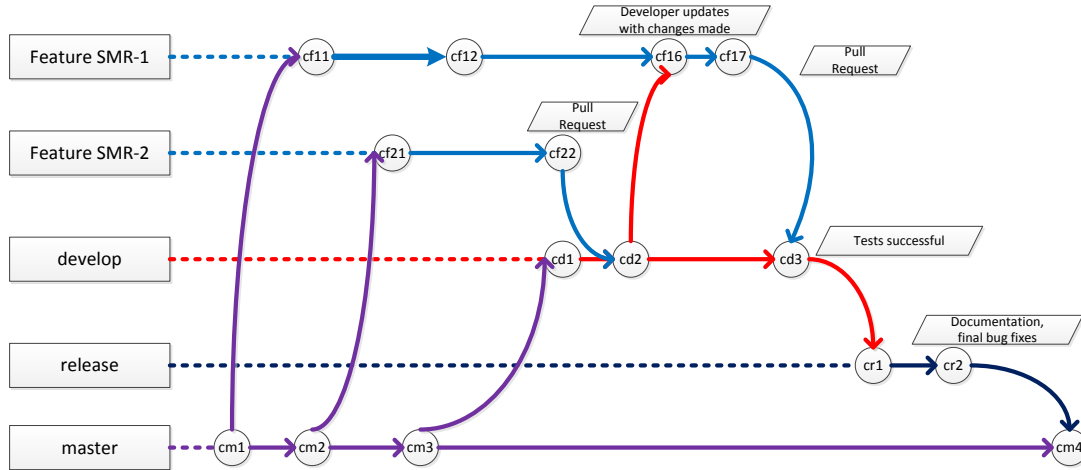 Developer updates
with changes made
Feature SMR-1
cf11
cf12
cf16
cf17
Pull
Request
Pull
Request
Feature SMR-2
cf21
cf22
develop
cd1
cd2
cd3
Tests successful
Documentation,
final bug fixes
release
cr1
cr2
master
cm1
cm2
cm3
cm4